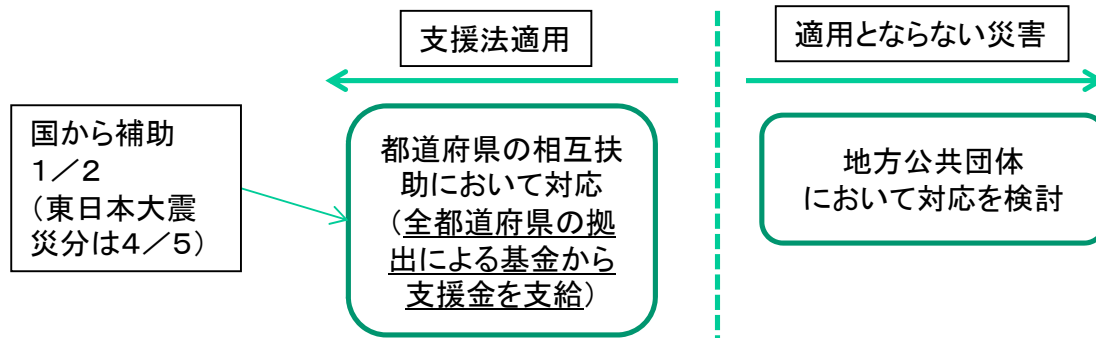 支援法適用
適用とならない災害
国から補助
１／２
（東日本大震
災分は４／５）
都道府県の相互扶
助において対応
（全都道府県の拠
出による基金から
支援金を支給）
地方公共団体
において対応を検討